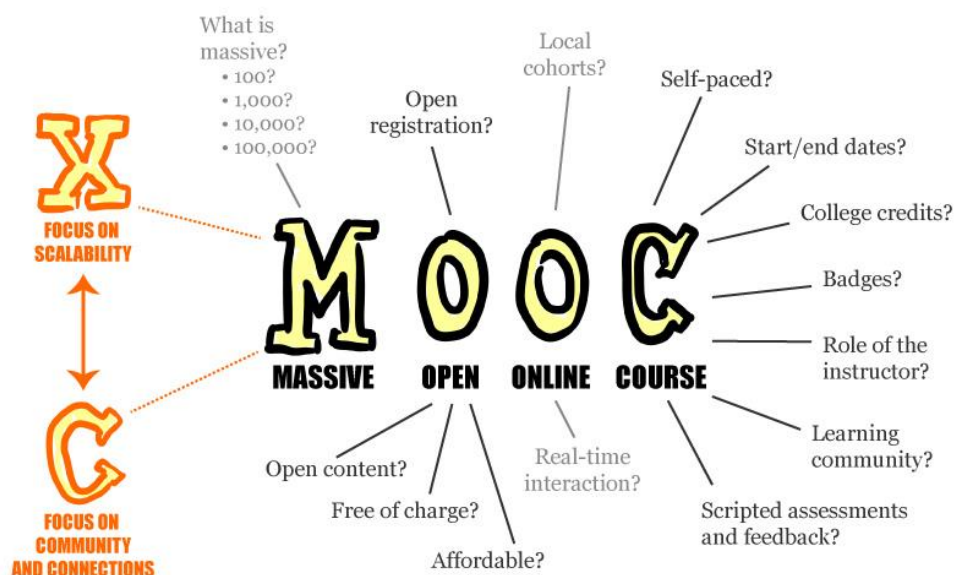 What is
massive?
• 100?
• 1,000?
• 10,000?
• 100,000?
Open
registration?
Local
cohorts?
Self-paced?
Start/end dates?
College credits?
Badges?
Role of the
instructor?
Learning
community?
Scripted assessments
and feedback?
X
FOCUS ON
SCALABILITY
C
FOCUS ON
COMMUNITY
AND CONNECTIONS
MOOC
MASSIVE OPEN ONLINE COURSE
Open content?
Free of charge?
Affordable?
Real-time
interaction?